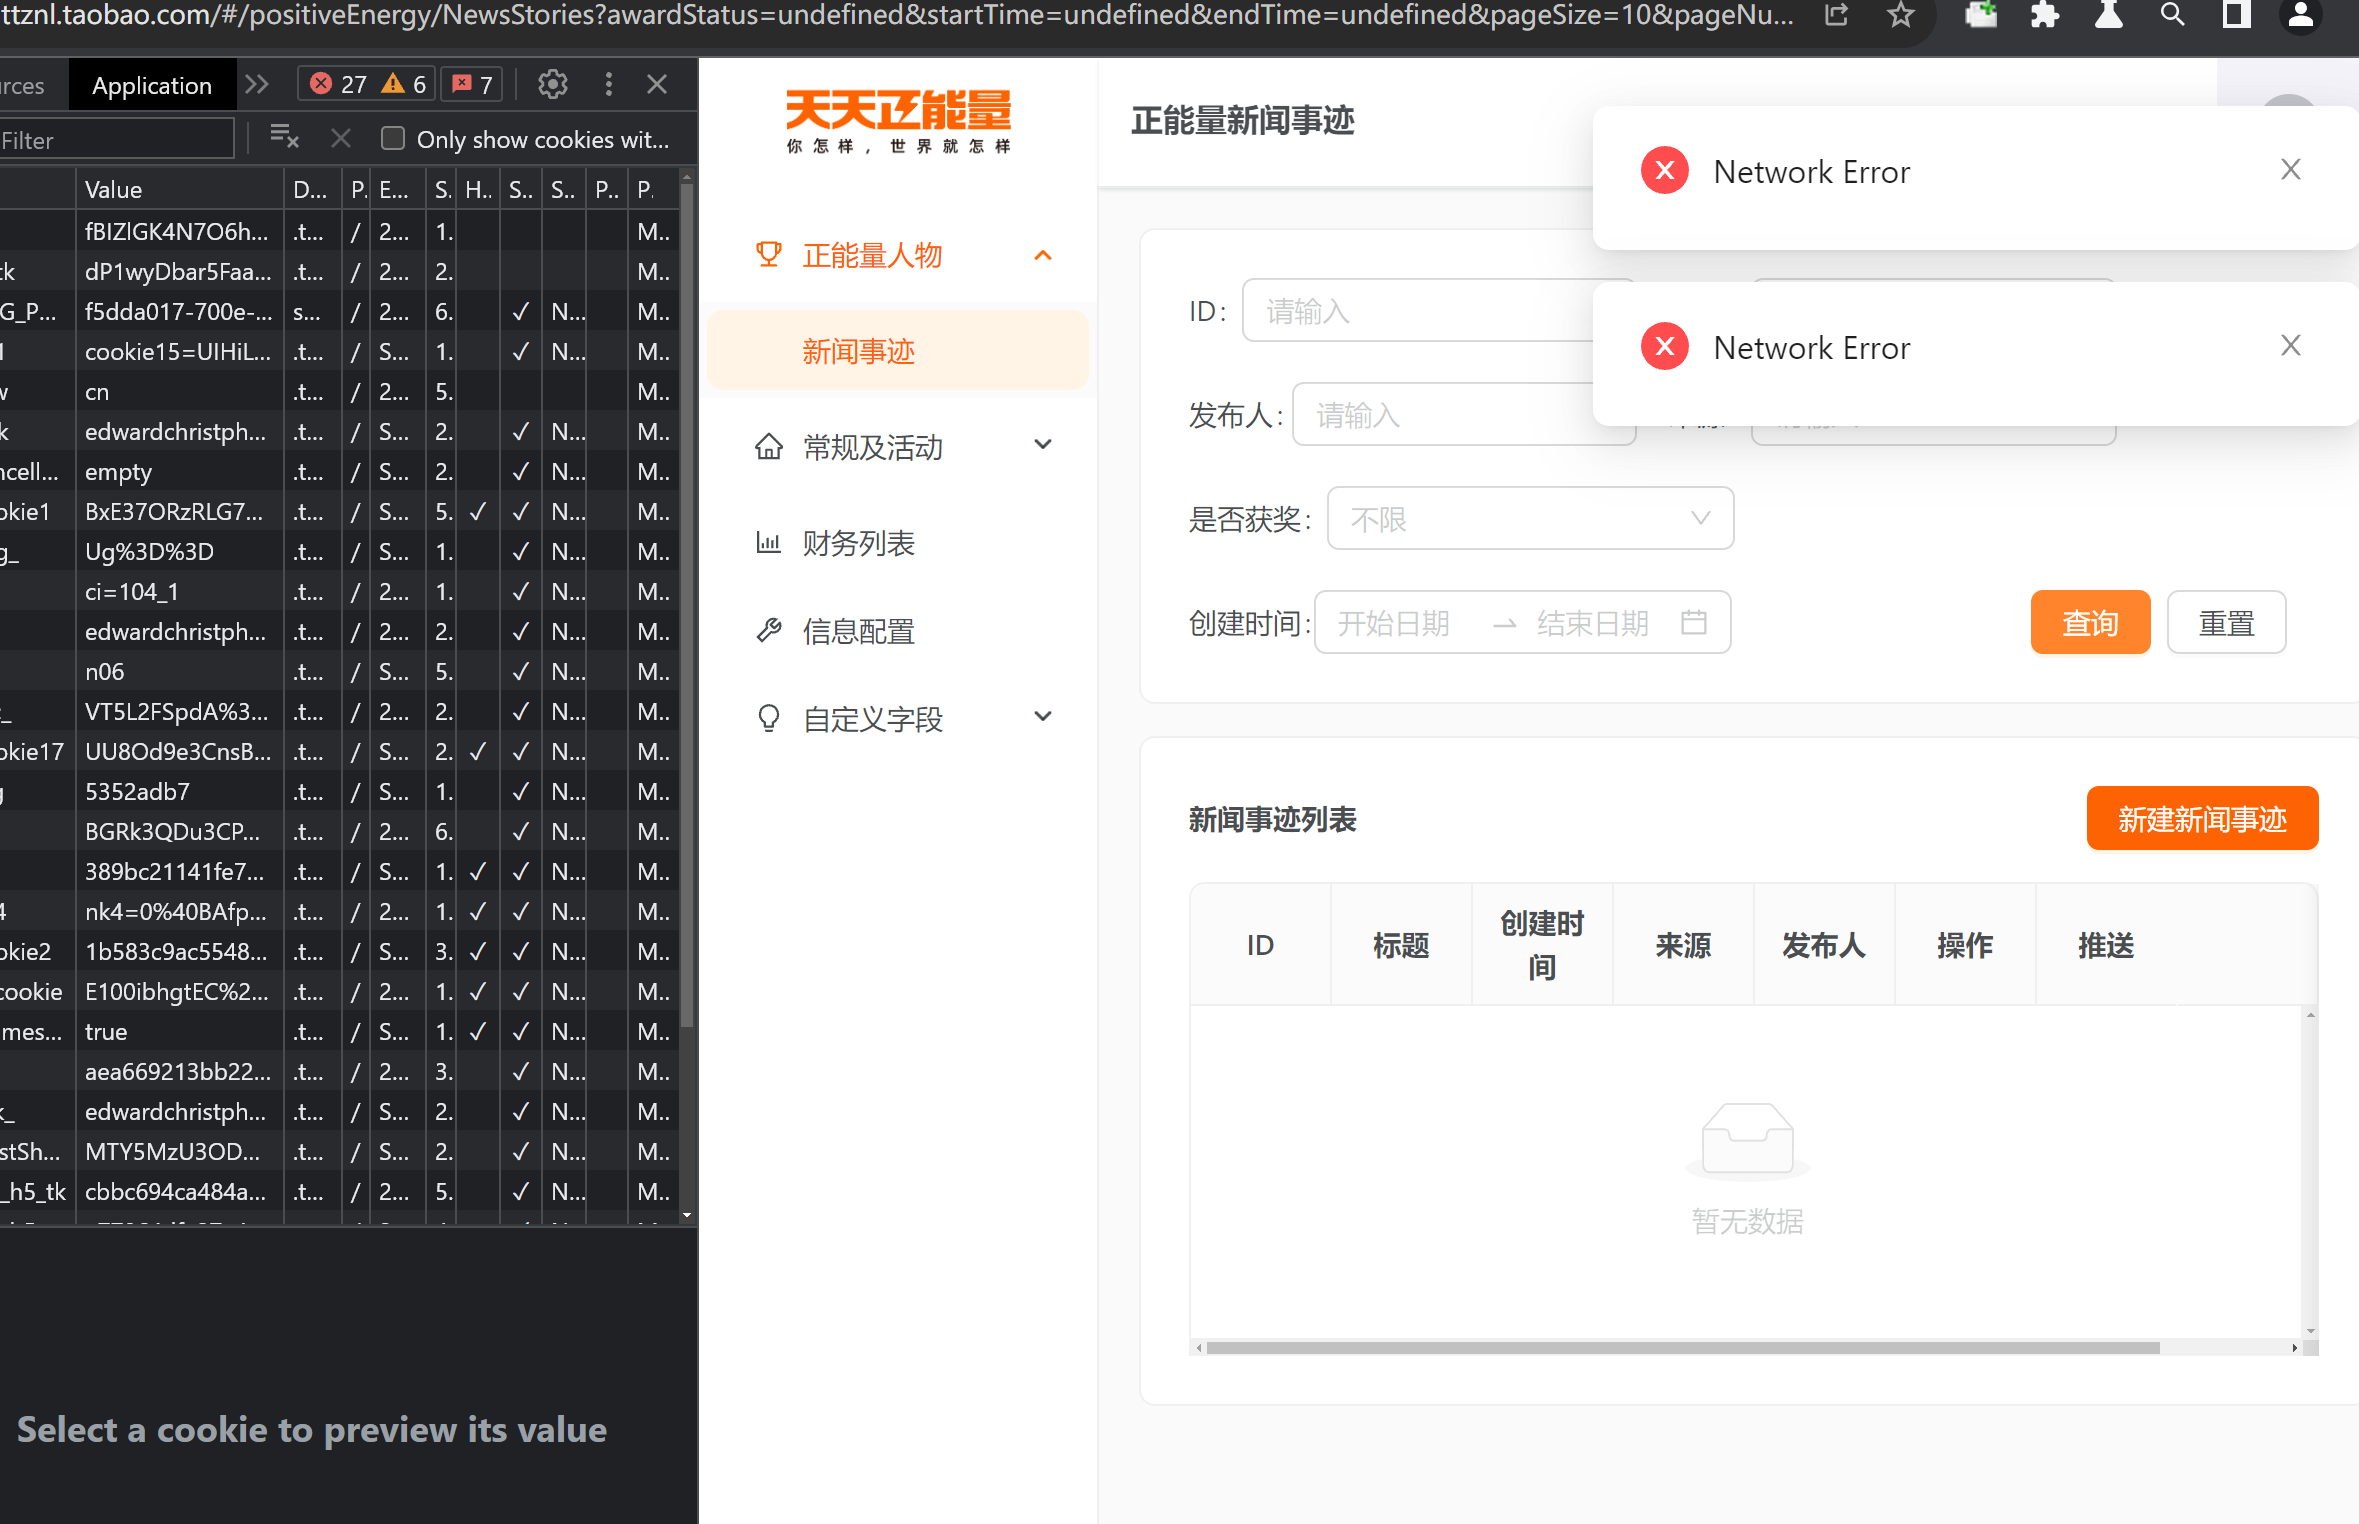 ttznl.taobao.com/#/positiveEnergy/NewsStories?awardStatus=undefined&startTime=undefined&endTime=undefined&pageSize=10&pageNu...
rces Application 27 6 7
Filter Only show cookies wit...
Value D... P. E... S. H.. S.. S.. P.. P.
fBIZlGK4N7O6h... .t... / 2... 1. M..
:k dP1wyDbar5Faa... .t... / 2... 2. M..
G_P... f5dda017-700e-... s... / 2... 6. ✓ N... M..
1 cookie15=UIHiL... .t... / S... 1. ✓ N... M..
w cn .t... / 2... 5. M..
k edwardchristph... .t... / S... 2. ✓ N... M..
ncell... empty .t... / S... 2. ✓ N... M..
okie1 BxE37ORzRLG7... .t... / S... 5. ✓ ✓ N... M..
g_ Ug%3D%3D .t... / S... 1. ✓ N... M..
ci=104_1 .t... / S... 1. ✓ N... M..
edwardchristph... .t... / 2... 2. ✓ N... M..
n06 .t... / S... 5. ✓ N... M..
_ VT5L2FSpdA%3... .t... / 2... 2. ✓ N... M..
okie17 UU8Od9e3CnsB... .t... / S... 2. ✓ ✓ N... M..
g 5352adb7 .t... / S... 1. ✓ N... M..
BGRk3QDu3CP... .t... / 2... 6. ✓ N... M..
389bc21141fe7... .t... / S... 1. ✓ ✓ N... M..
4 nk4=0%40BAfp... .t... / 2... 1. ✓ ✓ N... M..
okie2 1b583c9ac5548... .t... / S... 3. ✓ ✓ N... M..
cookie E100ibhgtEC%2... .t... / 2... 1. ✓ ✓ N... M..
mes... true .t... / S... 1. ✓ ✓ N... M..
aea669213bb22... .t... / 2... 3. ✓ N... M..
k_ edwardchristph... .t... / S... 2. ✓ N... M..
stSh... MTY5MzU3OD... .t... / S... 2. ✓ N... M..
_h5_tk cbbc694ca484a... .t... / 2... 5. ✓ N... M..
Select a cookie to preview its value
天天正能量
你怎样，世界就怎样
正能量人物
新闻事迹
常规及活动
财务列表
信息配置
自定义字段
正能量新闻事迹
Network Error
Network Error
ID: 请输入
发布人: 请输入
是否获奖: 不限
创建时间: 开始日期 → 结束日期
查询 重置
新闻事迹列表
新建新闻事迹
ID 标题 创建时间 来源 发布人 操作 推送
暂无数据